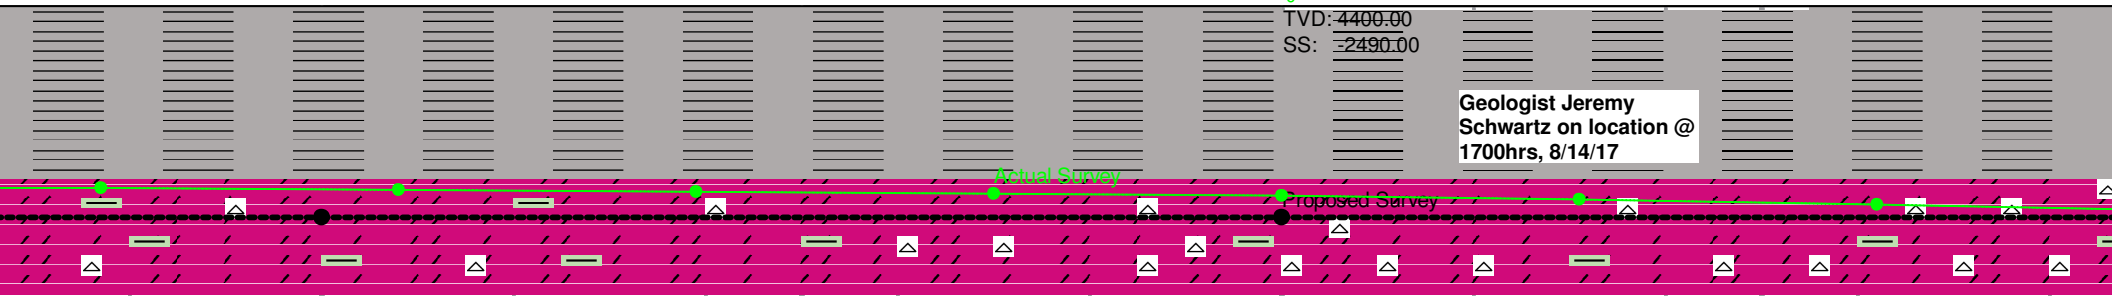 TVD: 4400.00
SS: -2490.00
Geologist Jeremy
Schwartz on location @
1700hrs, 8/14/17
Actual Survey
Proposed Survey